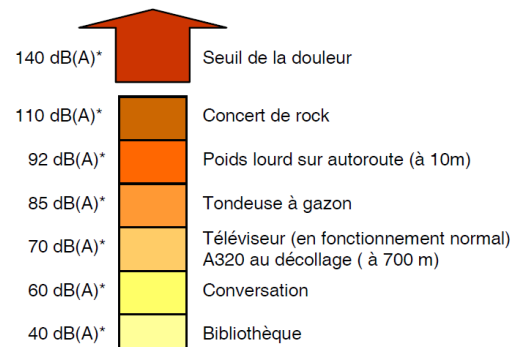 140 dB(A)* Seuil de la douleur
110 dB(A)* Concert de rock
92 dB(A)* Poids lourd sur autoroute (à 10m)
85 dB(A)* Tondeuse à gazon
70 dB(A)* Téléviseur (en fonctionnement normal)
A320 au décollage ( à 700 m)
60 dB(A)* Conversation
40 dB(A)* Bibliothèque